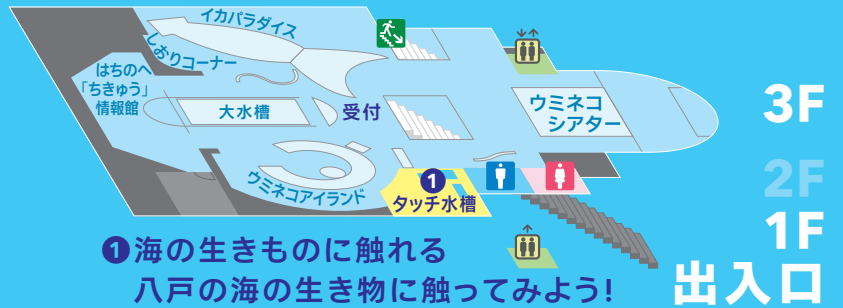 イカパラダイス
しおりコーナー
はちのへ
「ちきゅう」
情報館
大水槽
受付
ウミネコ
シアター
ウミネコアイランド
1
タッチ水槽
3F
2F
1F
出入口
1海の生きものに触れる
八戸の海の生き物に触ってみよう!